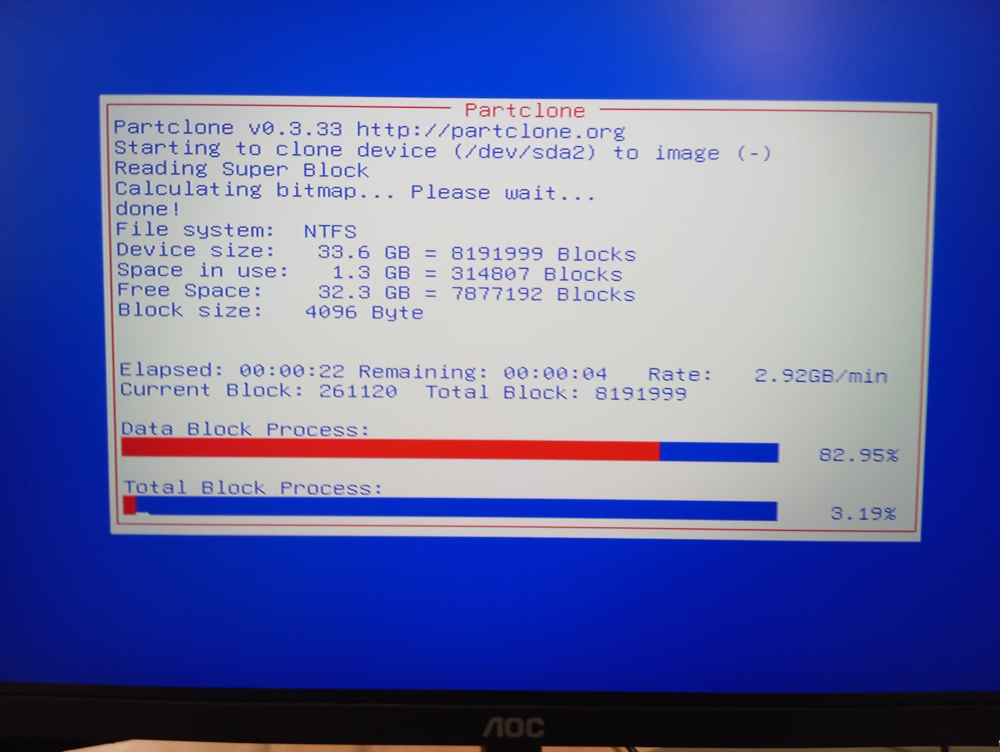 Partclone
Partclone v0.3.33 http://partclone.org
Starting to clone device (/dev/sda2) to image (-)
Reading Super Block
Calculating bitmap... Please wait...
done!
File system: NTFS
Device size: 33.6 GB = 8191999 Blocks
Space in use: 1.3 GB = 314807 Blocks
Free Space: 32.3 GB = 7877192 Blocks
Block size: 4096 Byte
Elapsed: 00:00:22 Remaining: 00:00:04 Rate: 2.92GB/min
Current Block: 261120 Total Block: 8191999
Data Block Process:
82.95%
Total Block Process:
3.19%
AOC